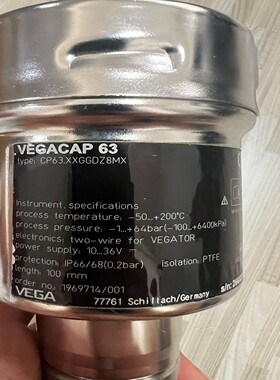 VEGACAP 63
type: CP63.XXGGDZ8MX
Instrument. specifications
process temperature: -50...+200°C
process pressure: -1...+64bar(-100...+6400kPa)
electronics: two-wire for VEGATOR
power supply: 10...36V
protection: IP66/68(0,2bar) isolation: PTFE
length: 100 mm
order no.: 1969714/001
VEGA 77761 Schiltach/Germany
s/n: